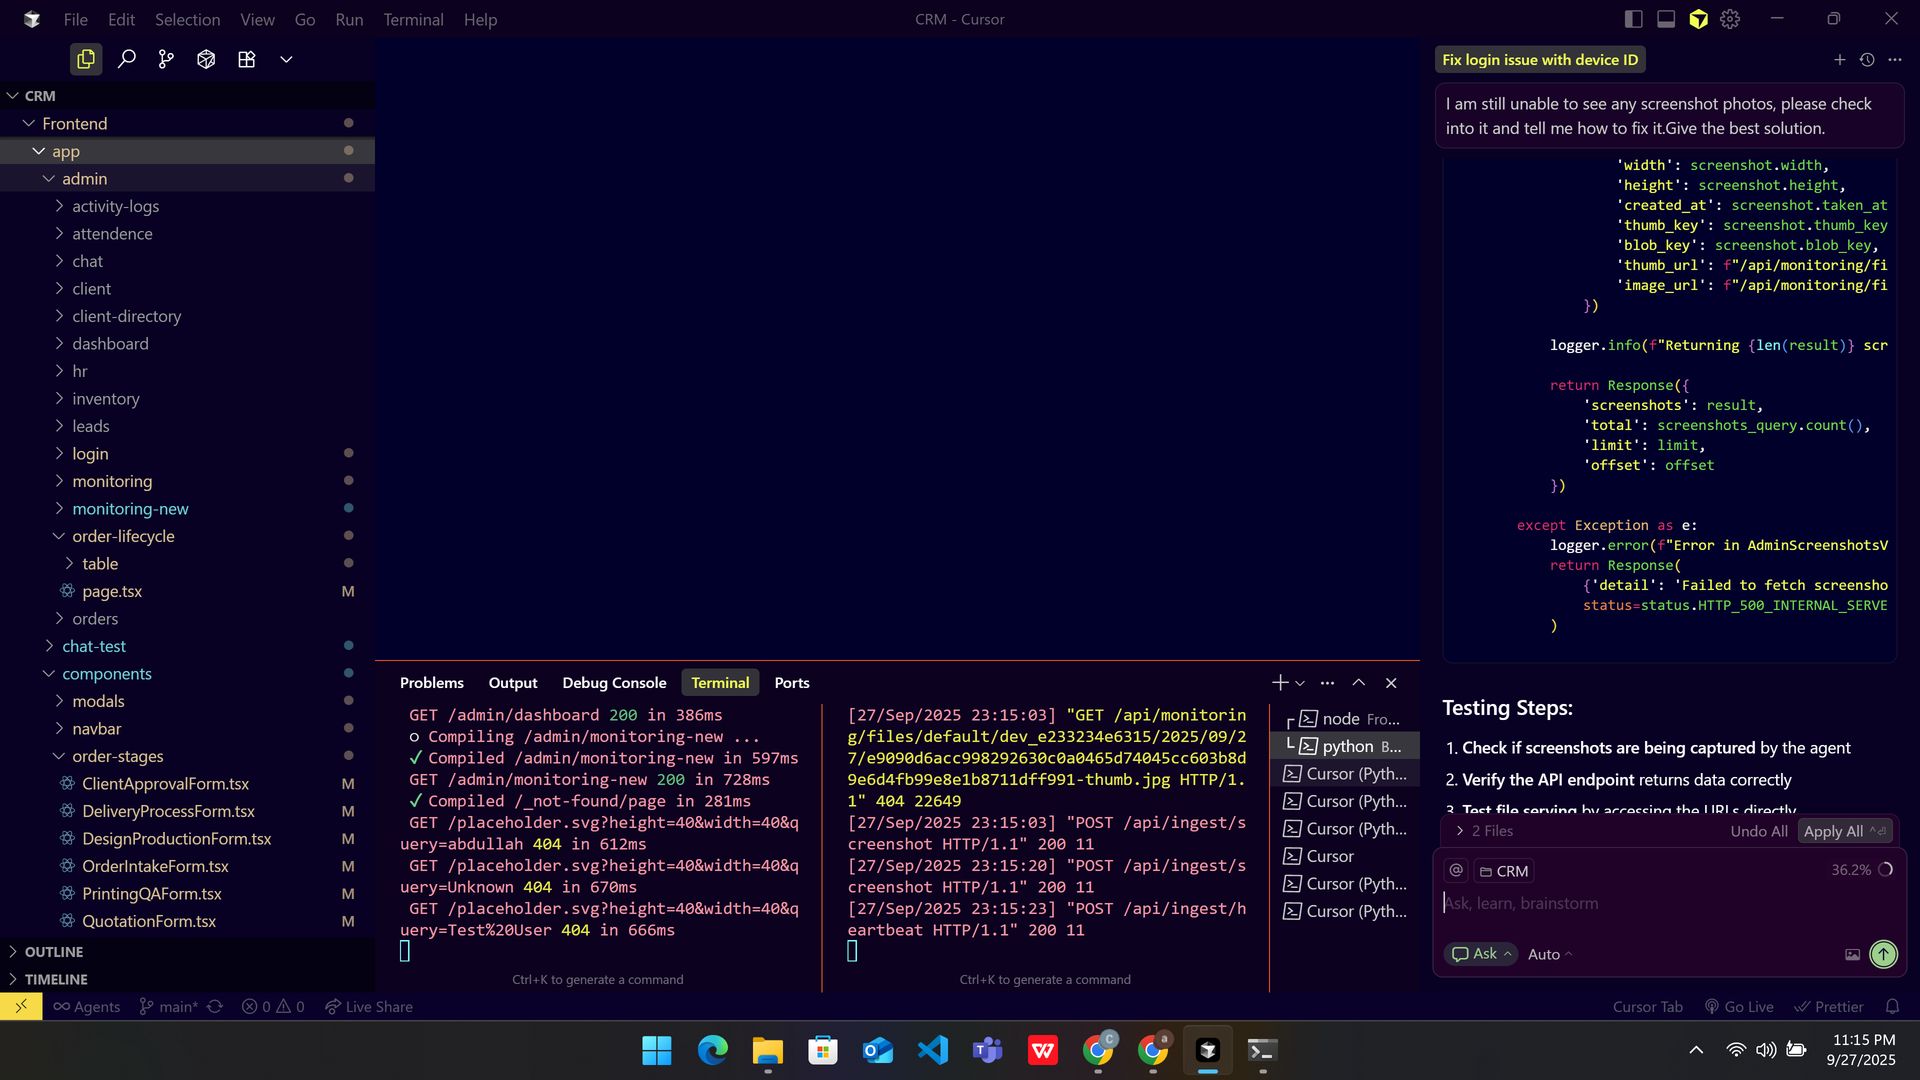 File Edit Selection View Go Run Terminal Help
CRM - Cursor
CRM
Frontend
app
admin
activity-logs
attendence
chat
client
client-directory
dashboard
hr
inventory
leads
login
monitoring
monitoring-new
order-lifecycle
table
page.tsx M
orders
chat-test
components
modals
navbar
order-stages
ClientApprovalForm.tsx M
DeliveryProcessForm.tsx M
DesignProductionForm.tsx M
OrderIntakeForm.tsx M
PrintingQAForm.tsx M
QuotationForm.tsx M
OUTLINE
TIMELINE
Problems Output Debug Console Terminal Ports
GET /admin/dashboard 200 in 386ms
○ Compiling /admin/monitoring-new ...
✓ Compiled /admin/monitoring-new in 597ms
GET /admin/monitoring-new 200 in 728ms
✓ Compiled /_not-found/page in 281ms
GET /placeholder.svg?height=40&width=40&q
uery=abdullah 404 in 612ms
GET /placeholder.svg?height=40&width=40&q
uery=Unknown 404 in 670ms
GET /placeholder.svg?height=40&width=40&q
uery=Test%20User 404 in 666ms
Ctrl+K to generate a command
[27/Sep/2025 23:15:03] "GET /api/monitorin
g/files/default/dev_e233234e6315/2025/09/2
7/e9090d6acc998292630c0a0465d74045cc603b8d
9e6d4fb99e8e1b8711dff991-thumb.jpg HTTP/1.
1" 404 22649
[27/Sep/2025 23:15:03] "POST /api/ingest/s
creenshot HTTP/1.1" 200 11
[27/Sep/2025 23:15:20] "POST /api/ingest/s
creenshot HTTP/1.1" 200 11
[27/Sep/2025 23:15:23] "POST /api/ingest/h
eartbeat HTTP/1.1" 200 11
Ctrl+K to generate a command
node Fro...
python B...
Cursor (Pyth...
Cursor (Pyth...
Cursor (Pyth...
Cursor
Cursor (Pyth...
Cursor (Pyth...
Fix login issue with device ID
I am still unable to see any screenshot photos, please check
into it and tell me how to fix it.Give the best solution.
'width': screenshot.width,
'height': screenshot.height,
'created_at': screenshot.taken_at
'thumb_key': screenshot.thumb_key
'blob_key': screenshot.blob_key,
'thumb_url': f"/api/monitoring/fi
'image_url': f"/api/monitoring/fi
})
logger.info(f"Returning {len(result)} scr
return Response({
'screenshots': result,
'total': screenshots_query.count(),
'limit': limit,
'offset': offset
})
except Exception as e:
logger.error(f"Error in AdminScreenshotsV
return Response(
{'detail': 'Failed to fetch screensho
status=status.HTTP_500_INTERNAL_SERVE
)
Testing Steps:
1. Check if screenshots are being captured by the agent
2. Verify the API endpoint returns data correctly
3. Test file serving by accessing the URLs directly
2 Files Undo All Apply All
@ CRM 36.2%
Ask, learn, brainstorm
Ask Auto
Agents main* 0 0 Live Share
Cursor Tab Go Live Prettier
11:15 PM
9/27/2025